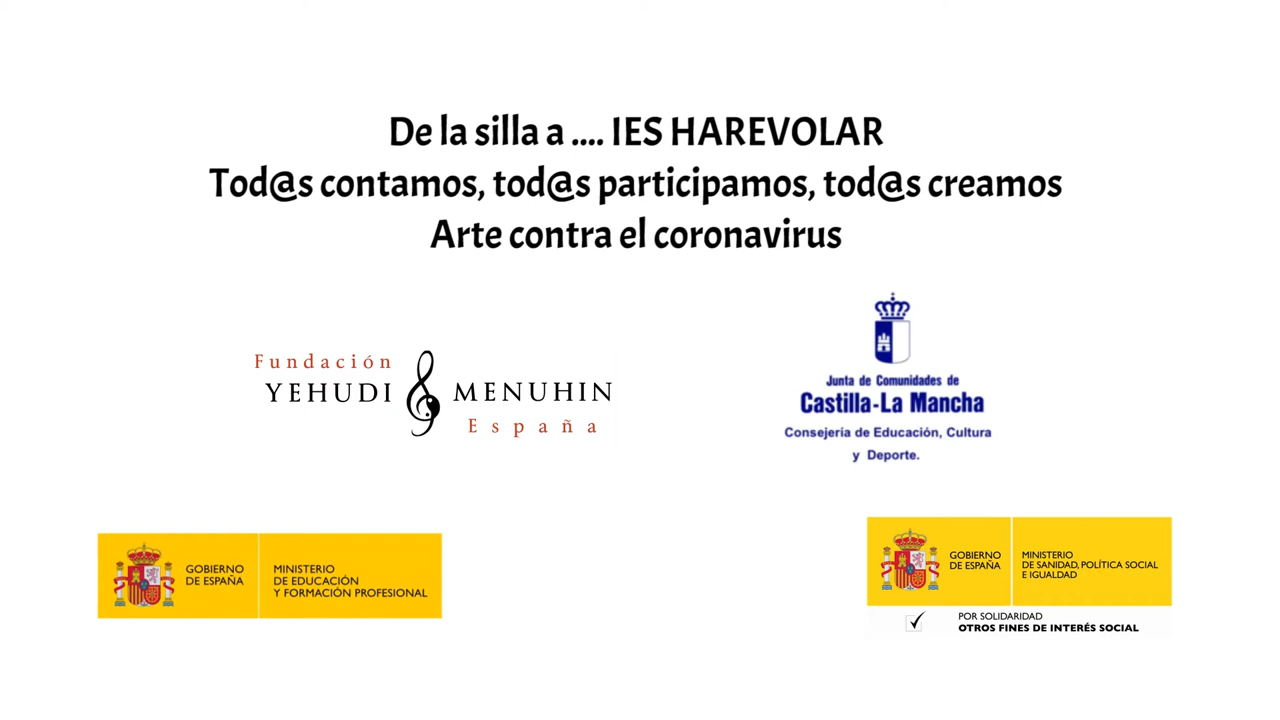 De la silla a .... IES HAREVOLAR
Tod@s contamos, tod@s participamos, tod@s creamos
Arte contra el coronavirus
Fundación
YEHUDI MENUHIN
España
Junta de Comunidades de
Castilla-La Mancha
Consejería de Educación, Cultura
y Deporte.
GOBIERNO
DE ESPAÑA
MINISTERIO
DE EDUCACIÓN
Y FORMACIÓN PROFESIONAL
GOBIERNO
DE ESPAÑA
MINISTERIO
DE SANIDAD, POLÍTICA SOCIAL
E IGUALDAD
POR SOLIDARIDAD
OTROS FINES DE INTERÉS SOCIAL